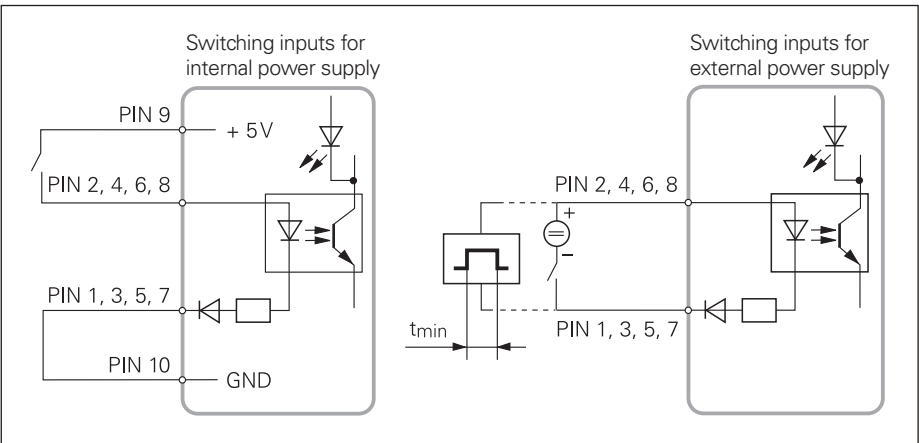 Switching inputs for
internal power supply
PIN 9
+ 5V
PIN 2, 4, 6, 8
PIN 1, 3, 5, 7
PIN 10
GND
Switching inputs for
external power supply
PIN 2, 4, 6, 8
+
−
PIN 1, 3, 5, 7
tmin